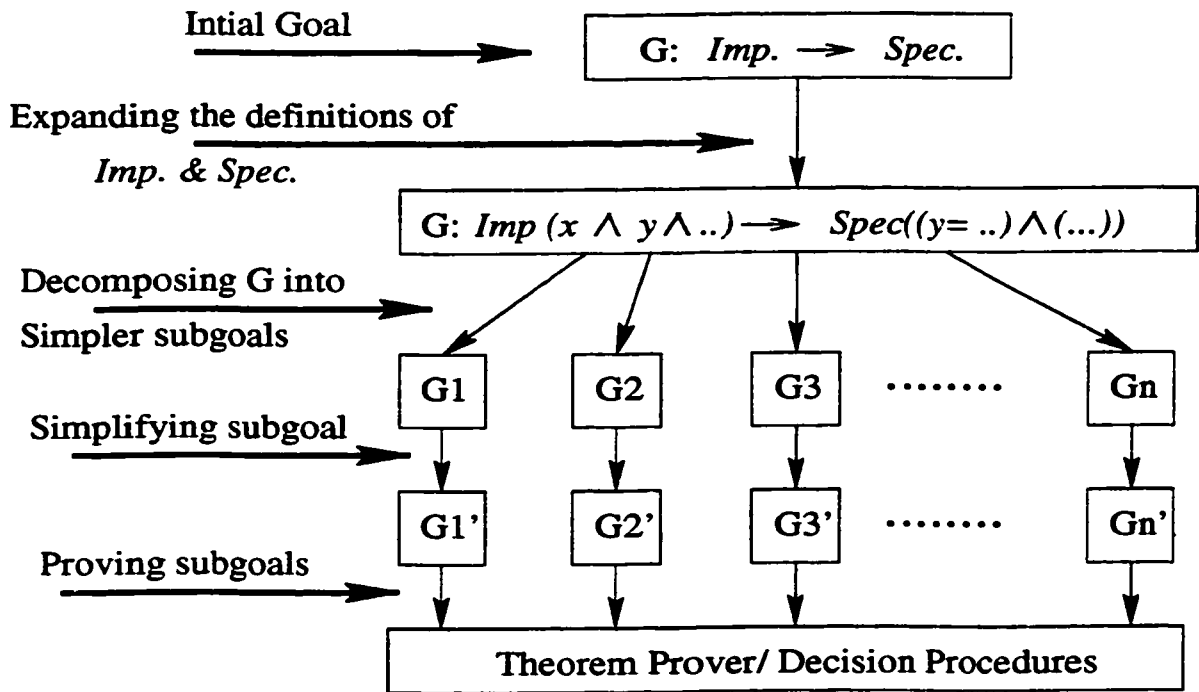 Intial Goal
G: Imp. → Spec.
Expanding the definitions of
Imp. & Spec.
G: Imp (x ∧ y ∧ ..) → Spec((y= ..) ∧ (...))
Decomposing G into
Simpler subgoals
G1 G2 G3 ........ Gn
Simplifying subgoal
G1' G2' G3' ........ Gn'
Proving subgoals
Theorem Prover/ Decision Procedures